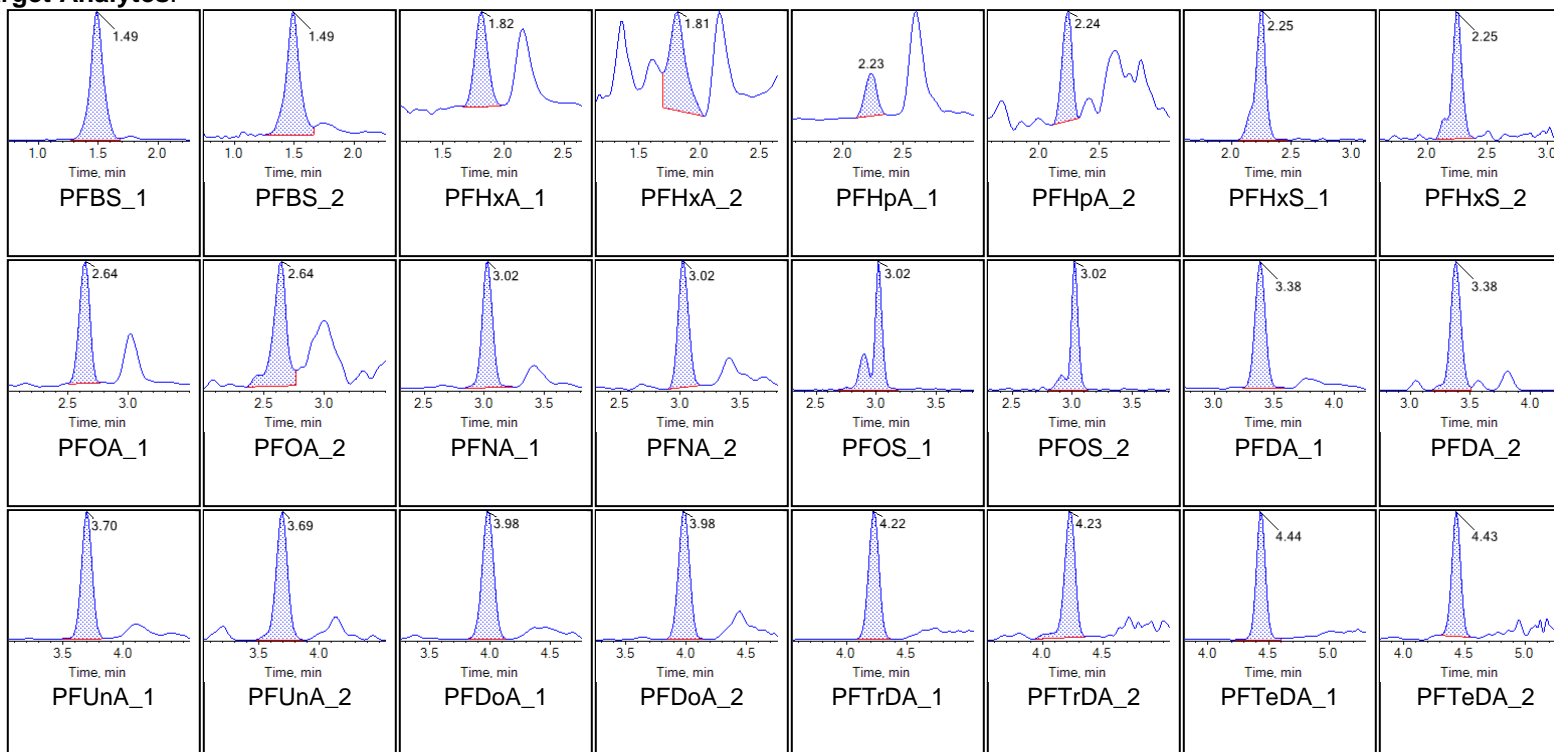 rget Analytes:
1.49 1.49 1.82 1.81 2.23 2.24 2.25 2.25
1.0 1.5 2.0 1.0 1.5 2.0 1.5 2.0 2.5 1.5 2.0 2.5 2.0 2.5 3.0 2.0 2.5 3.0 2.0 2.5 3.0 2.0 2.5 3.0
Time, min Time, min Time, min Time, min Time, min Time, min Time, min Time, min
PFBS_1 PFBS_2 PFHxA_1 PFHxA_2 PFHpA_1 PFHpA_2 PFHxS_1 PFHxS_2
2.64 2.64 3.02 3.02 3.02 3.02 3.38 3.38
2.5 3.0 2.5 3.0 2.5 3.0 3.5 2.5 3.0 3.5 2.5 3.0 3.5 2.5 3.0 3.5 3.0 3.5 4.0 3.0 3.5 4.0
Time, min Time, min Time, min Time, min Time, min Time, min Time, min Time, min
PFOA_1 PFOA_2 PFNA_1 PFNA_2 PFOS_1 PFOS_2 PFDA_1 PFDA_2
3.70 3.69 3.98 3.98 4.22 4.23 4.44 4.43
3.5 4.0 3.5 4.0 3.5 4.0 4.5 3.5 4.0 4.5 4.0 4.5 4.0 4.5 4.0 4.5 5.0 4.0 4.5 5.0
Time, min Time, min Time, min Time, min Time, min Time, min Time, min Time, min
PFUnA_1 PFUnA_2 PFDoA_1 PFDoA_2 PFTrDA_1 PFTrDA_2 PFTeDA_1 PFTeDA_2